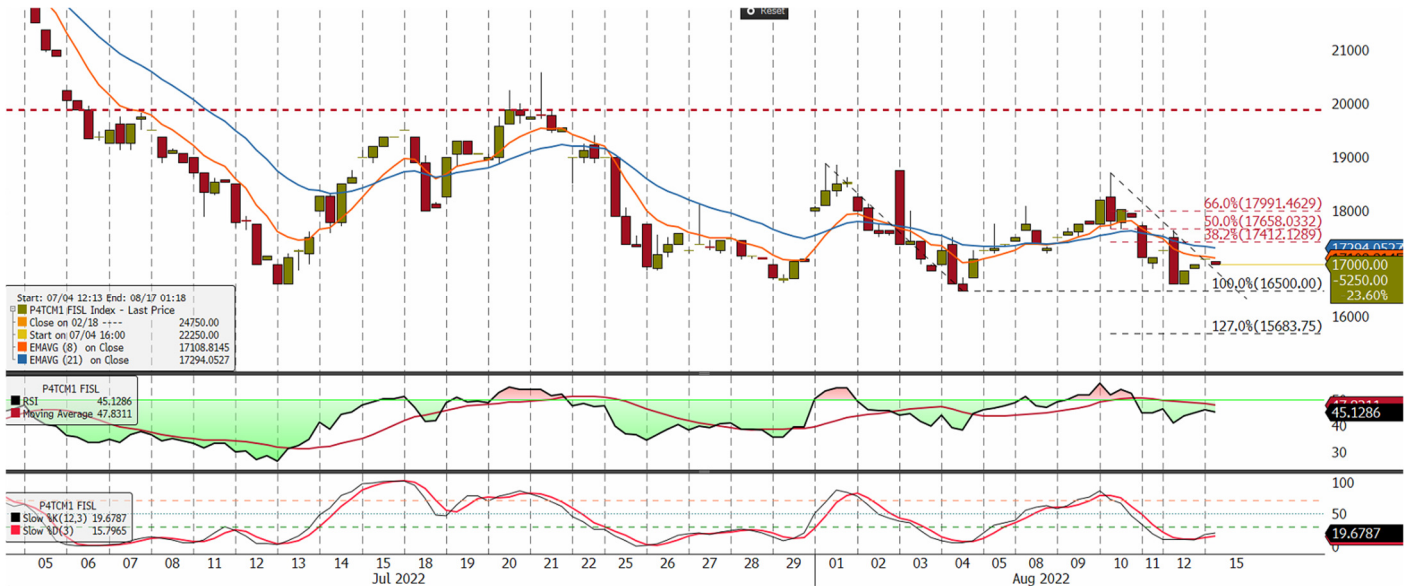 Reset
21000
20000
19000
18000
16000
66.0%(17991.4629)
50.0%(17658.0332)
38.2%(17412.1289)
100.0%(16500.00)
127.0%(15683.75)
17294.0527
17000.00
-5250.00
23.60%
Start: 07/04 12:13 End: 08/17 01:18
P4TCM1 FISL Index - Last Price
Close on 02/18 ---- 24750.00
Start on 07/04 16:00 22250.00
EMAVG (8) on Close 17108.8145
EMAVG (21) on Close 17294.0527
P4TCM1 FISL
RSI 45.1286
Moving Average 47.8311
45.1286
40
30
P4TCM1 FISL
Slow %K(12,3) 19.6787
Slow %D(3) 15.7965
100
50
19.6787
0
05 06 07 08 11 12 13 14 15 18 19 20 21 22 25 26 27 28 29 01 02 03 04 05 08 09 10 11 12 15
Jul 2022 Aug 2022